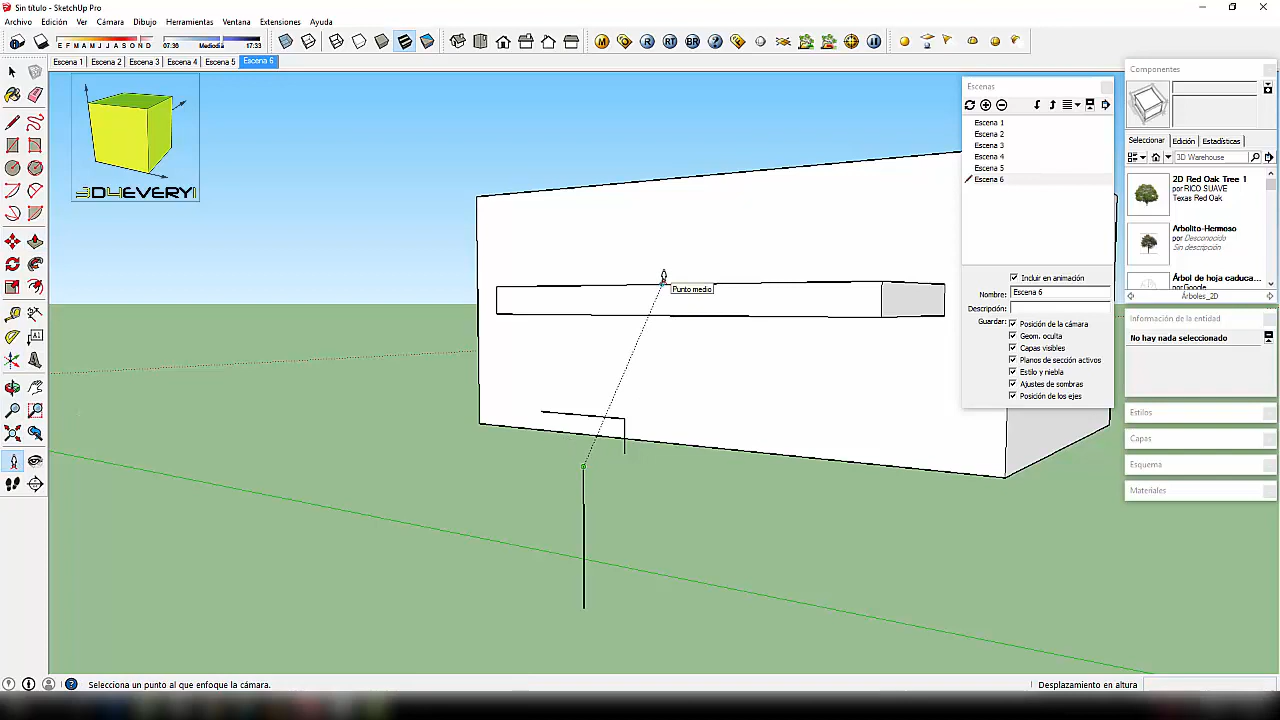 Sin título - SketchUp Pro
Archivo Edición Ver Cámara Dibujo Herramientas Ventana Extensiones Ayuda
E F M A M J J A S O N D 07:36 Mediodía 17:33
M R RT BR
Escena 1 Escena 2 Escena 3 Escena 4 Escena 5 Escena 6
3D4EVERY1
Punto medio
Escenas
Escena 1
Escena 2
Escena 3
Escena 4
Escena 5
Escena 6
Incluir en animación
Nombre: Escena 6
Descripción:
Guardar: Posición de la cámara
Geom. oculta
Capas visibles
Planos de sección activos
Estilo y niebla
Ajustes de sombras
Posición de los ejes
Componentes
Seleccionar Edición Estadísticas
3D Warehouse
2D Red Oak Tree 1
por RICO SUAVE
Texas Red Oak
Arbolito-Hermoso
por Desconocida
Sin descripción
Árbol de hoja caduca...
por Google
Árboles_2D
Información de la entidad
No hay nada seleccionado
Estilos
Capas
Esquema
Materiales
Selecciona un punto al que enfoque la cámara.
Desplazamiento en altura